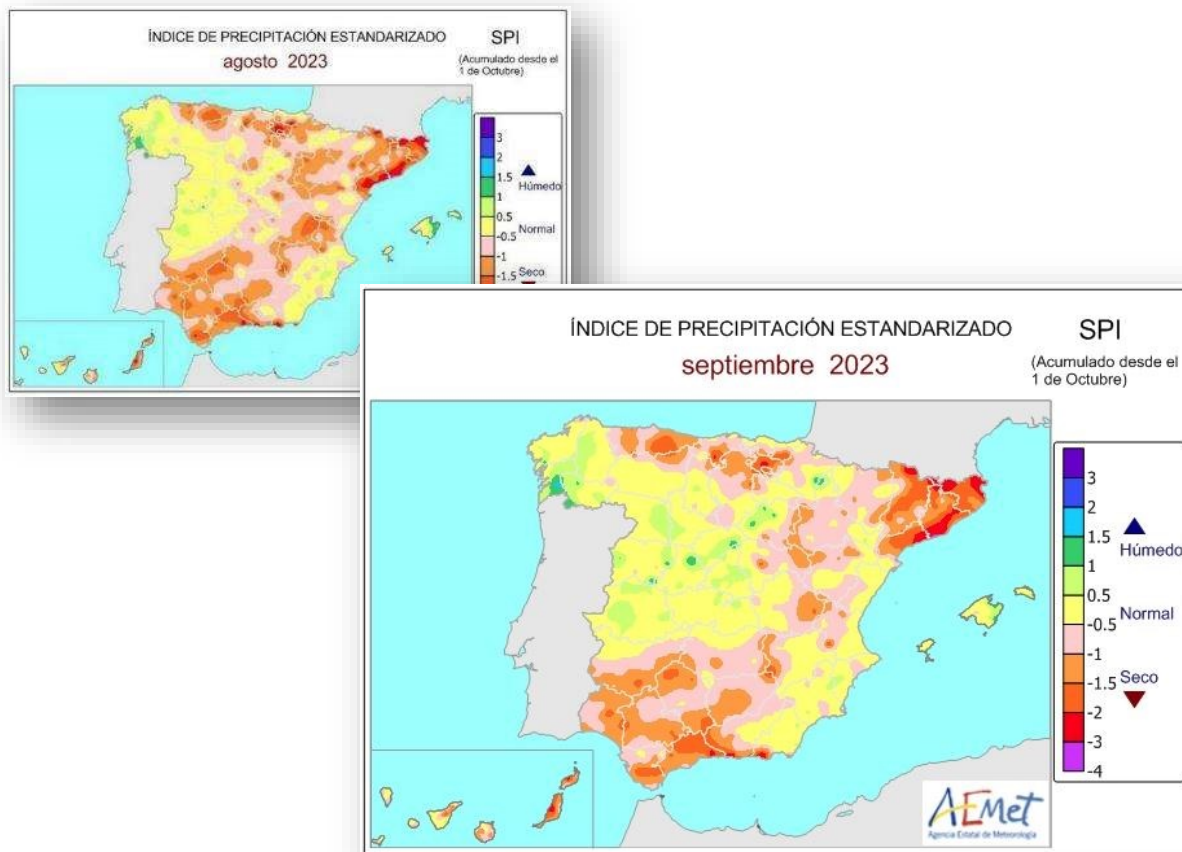 ÍNDICE DE PRECIPITACIÓN ESTANDARIZADO
agosto 2023
SPI
(Acumulado desde el
1 de Octubre)
3
2
1.5
Húmedo
1
0.5
Normal
-0.5
-1
Seco
-1.5
ÍNDICE DE PRECIPITACIÓN ESTANDARIZADO
septiembre 2023
SPI
(Acumulado desde el
1 de Octubre)
3
2
1.5
Húmedo
1
0.5
Normal
-0.5
-1
Seco
-1.5
-2
-3
-4
AEMet
Agencia Estatal de Meteorología